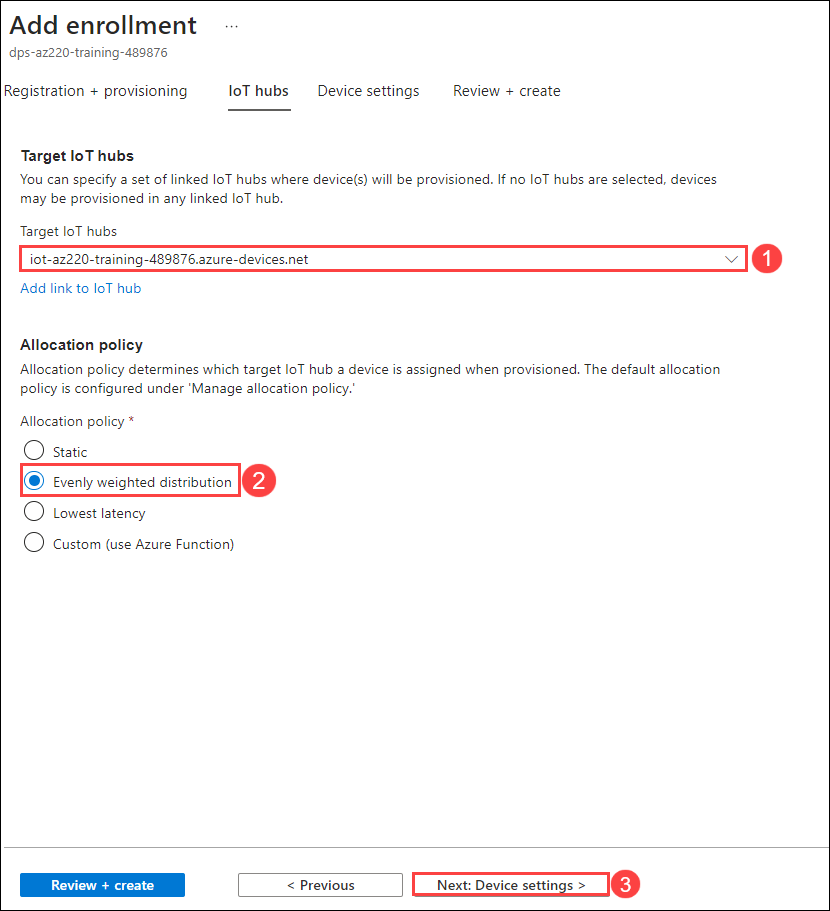 Add enrollment ...
dps-az220-training-489876
Registration + provisioning IoT hubs Device settings Review + create
Target IoT hubs
You can specify a set of linked IoT hubs where device(s) will be provisioned. If no IoT hubs are selected, devices
may be provisioned in any linked IoT hub.
Target IoT hubs
iot-az220-training-489876.azure-devices.net 1
Add link to IoT hub
Allocation policy
Allocation policy determines which target IoT hub a device is assigned when provisioned. The default allocation
policy is configured under 'Manage allocation policy.'
Allocation policy *
Static
Evenly weighted distribution 2
Lowest latency
Custom (use Azure Function)
Review + create < Previous Next: Device settings > 3